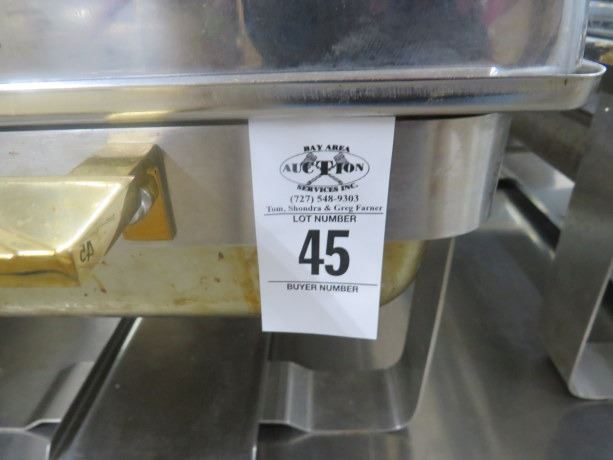 BAY AREA
AUCTION
SERVICES INC.
(727) 548-9303
Tom, Shondra & Greg Farner
LOT NUMBER
45
BUYER NUMBER
45